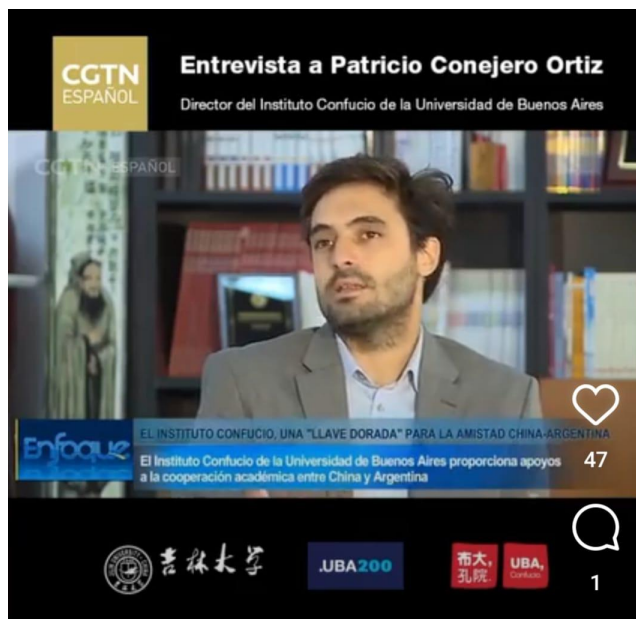 CGTN
ESPAÑOL
Entrevista a Patricio Conejero Ortiz
Director del Instituto Confucio de la Universidad de Buenos Aires
CGTN ESPAÑOL
Enfoque
EL INSTITUTO CONFUCIO, UNA "LLAVE DORADA" PARA LA AMISTAD CHINA-ARGENTINA
El Instituto Confucio de la Universidad de Buenos Aires proporciona apoyos
a la cooperación académica entre China y Argentina
47
吉林大学
.UBA200
布大,
孔院.
UBA,
Confucio.
1